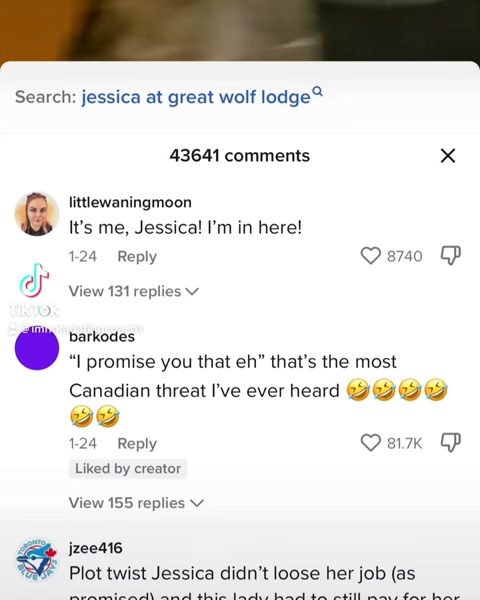 Search: jessica at great wolf lodge
43641 comments
littlewaningmoon
It’s me, Jessica! I’m in here!
1-24 Reply 8740
View 131 replies
TikTok
barkodes
“I promise you that eh” that’s the most
Canadian threat I’ve ever heard 🤣🤣🤣🤣
🤣🤣
1-24 Reply 81.7K
Liked by creator
View 155 replies
TORONTO
BLUE JAYS
jzee416
Plot twist Jessica didn’t loose her job (as
promised) and this lady had to still pay for her